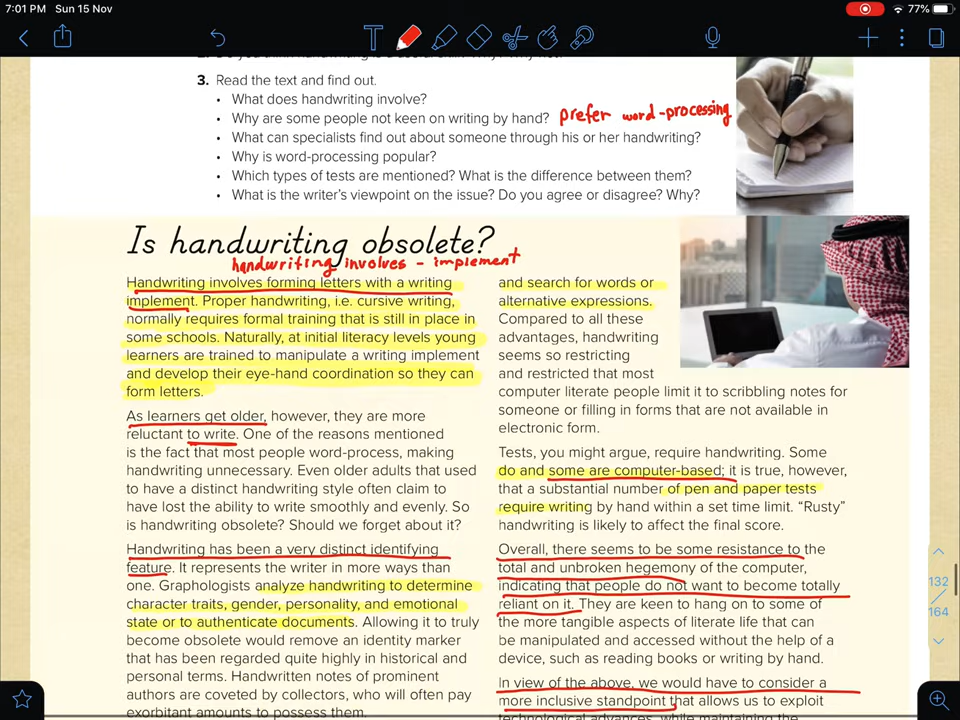 7:01 PM Sun 15 Nov
77%
3. Read the text and find out.
• What does handwriting involve?
• Why are some people not keen on writing by hand? prefer word-processing
• What can specialists find out about someone through his or her handwriting?
• Why is word-processing popular?
• Which types of tests are mentioned? What is the difference between them?
• What is the writer's viewpoint on the issue? Do you agree or disagree? Why?
Is handwriting obsolete?
handwriting involves - implement
Handwriting involves forming letters with a writing
implement. Proper handwriting, i.e. cursive writing,
normally requires formal training that is still in place in
some schools. Naturally, at initial literacy levels young
learners are trained to manipulate a writing implement
and develop their eye-hand coordination so they can
form letters.
As learners get older, however, they are more
reluctant to write. One of the reasons mentioned
is the fact that most people word-process, making
handwriting unnecessary. Even older adults that used
to have a distinct handwriting style often claim to
have lost the ability to write smoothly and evenly. So
is handwriting obsolete? Should we forget about it?
Handwriting has been a very distinct identifying
feature. It represents the writer in more ways than
one. Graphologists analyze handwriting to determine
character traits, gender, personality, and emotional
state or to authenticate documents. Allowing it to truly
become obsolete would remove an identity marker
that has been regarded quite highly in historical and
personal terms. Handwritten notes of prominent
authors are coveted by collectors, who will often pay
exorbitant amounts to possess them.
and search for words or
alternative expressions.
Compared to all these
advantages, handwriting
seems so restricting
and restricted that most
computer literate people limit it to scribbling notes for
someone or filling in forms that are not available in
electronic form.
Tests, you might argue, require handwriting. Some
do and some are computer-based; it is true, however,
that a substantial number of pen and paper tests
require writing by hand within a set time limit. “Rusty”
handwriting is likely to affect the final score.
Overall, there seems to be some resistance to the
total and unbroken hegemony of the computer,
indicating that people do not want to become totally
reliant on it. They are keen to hang on to some of
the more tangible aspects of literate life that can
be manipulated and accessed without the help of a
device, such as reading books or writing by hand.
In view of the above, we would have to consider a
more inclusive standpoint that allows us to exploit
technological advances, while maintaining the
132
164